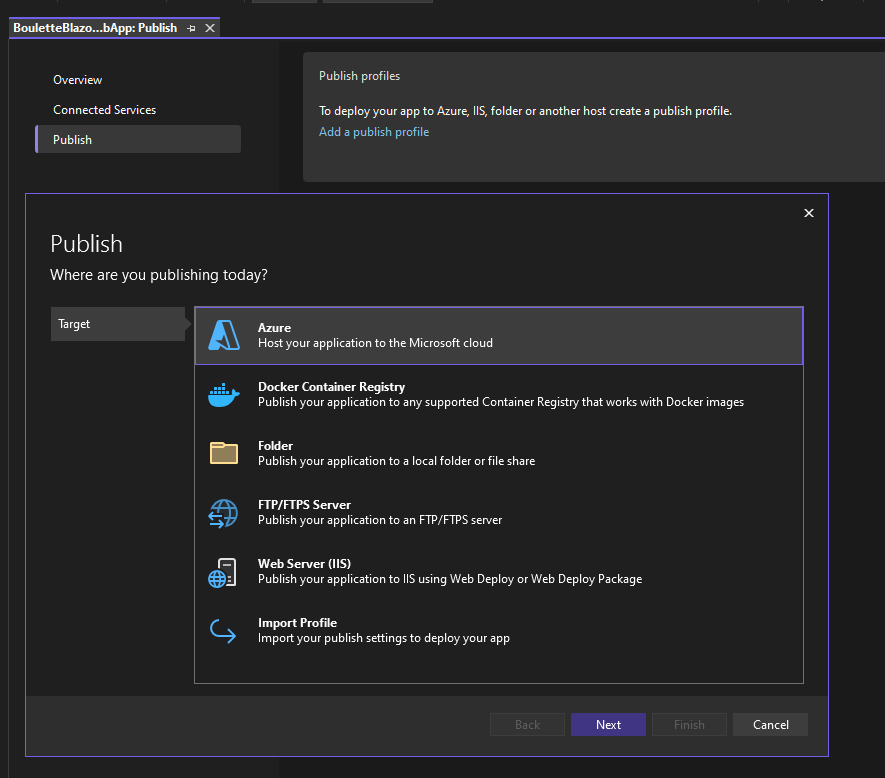 BouletteBlazo...bApp: Publish
Overview
Connected Services
Publish
Publish profiles
To deploy your app to Azure, IIS, folder or another host create a publish profile.
Add a publish profile
Publish
Where are you publishing today?
Target
Azure
Host your application to the Microsoft cloud
Docker Container Registry
Publish your application to any supported Container Registry that works with Docker images
Folder
Publish your application to a local folder or file share
FTP/FTPS Server
Publish your application to an FTP/FTPS server
Web Server (IIS)
Publish your application to IIS using Web Deploy or Web Deploy Package
Import Profile
Import your publish settings to deploy your app
Back
Next
Finish
Cancel